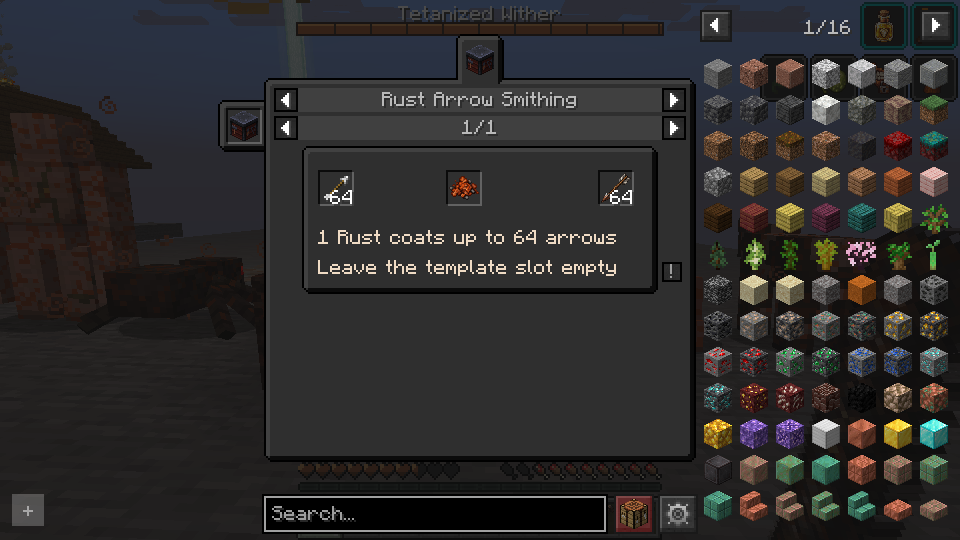 Tetanized Wither
1/16
Rust Arrow Smithing
1/1
64
64
1 Rust coats up to 64 arrows
Leave the template slot empty
!
+
Search...